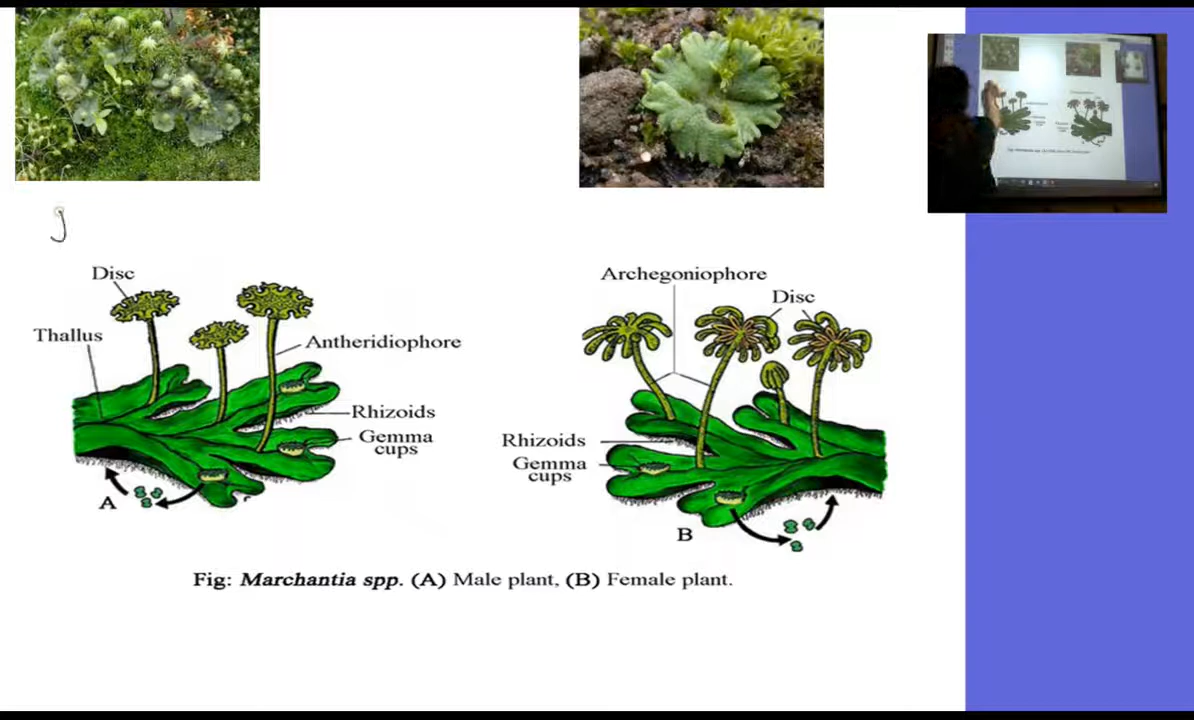 Disc
Thallus
Antheridiophore
Rhizoids
Gemma
cups
A
Archegoniophore
Disc
Rhizoids
Gemma
cups
B
Fig: Marchantia spp. (A) Male plant, (B) Female plant.